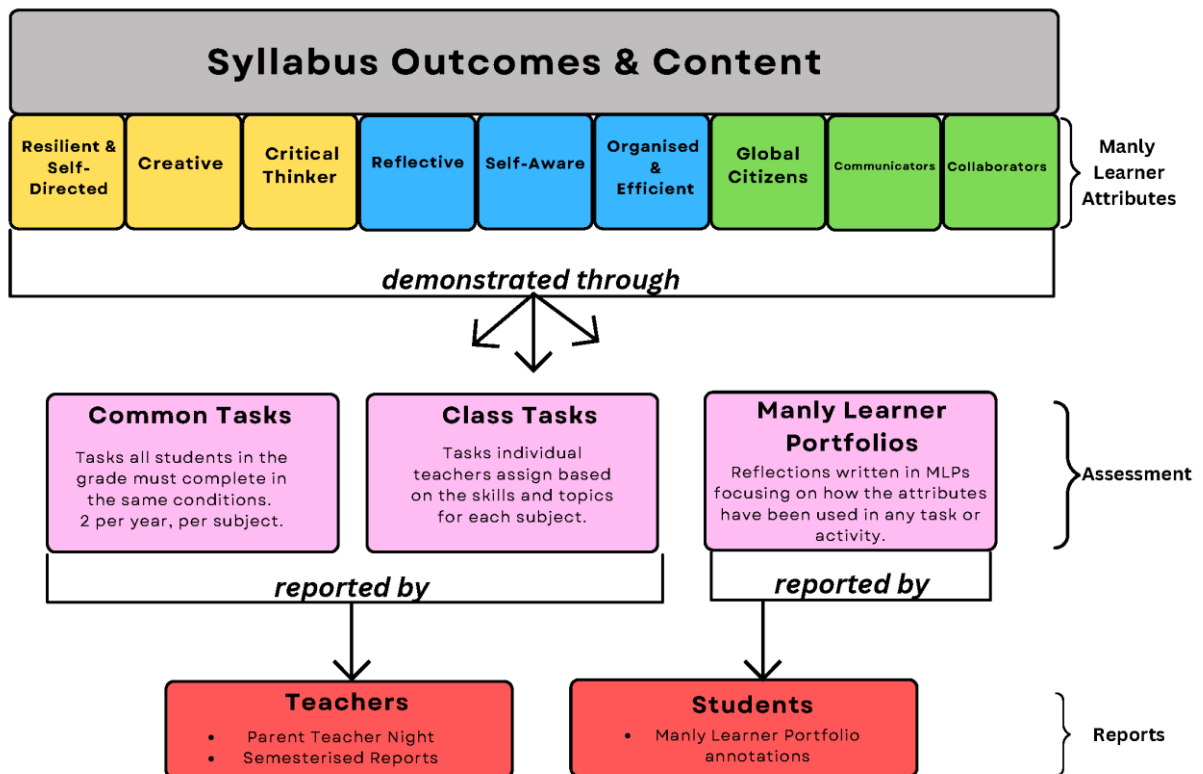 Syllabus Outcomes & Content
Resilient &
Self-
Directed
Creative
Critical
Thinker
Reflective
Self-Aware
Organised
&
Efficient
Global
Citizens
Communicators
Collaborators
Manly
Learner
Attributes
demonstrated through
Common Tasks
Tasks all students in the
grade must complete in
the same conditions.
2 per year, per subject.
Class Tasks
Tasks individual
teachers assign based
on the skills and topics
for each subject.
Manly Learner
Portfolios
Reflections written in MLPs
focusing on how the attributes
have been used in any task or
activity.
Assessment
reported by
reported by
Teachers
• Parent Teacher Night
• Semesterised Reports
Students
• Manly Learner Portfolio
annotations
Reports